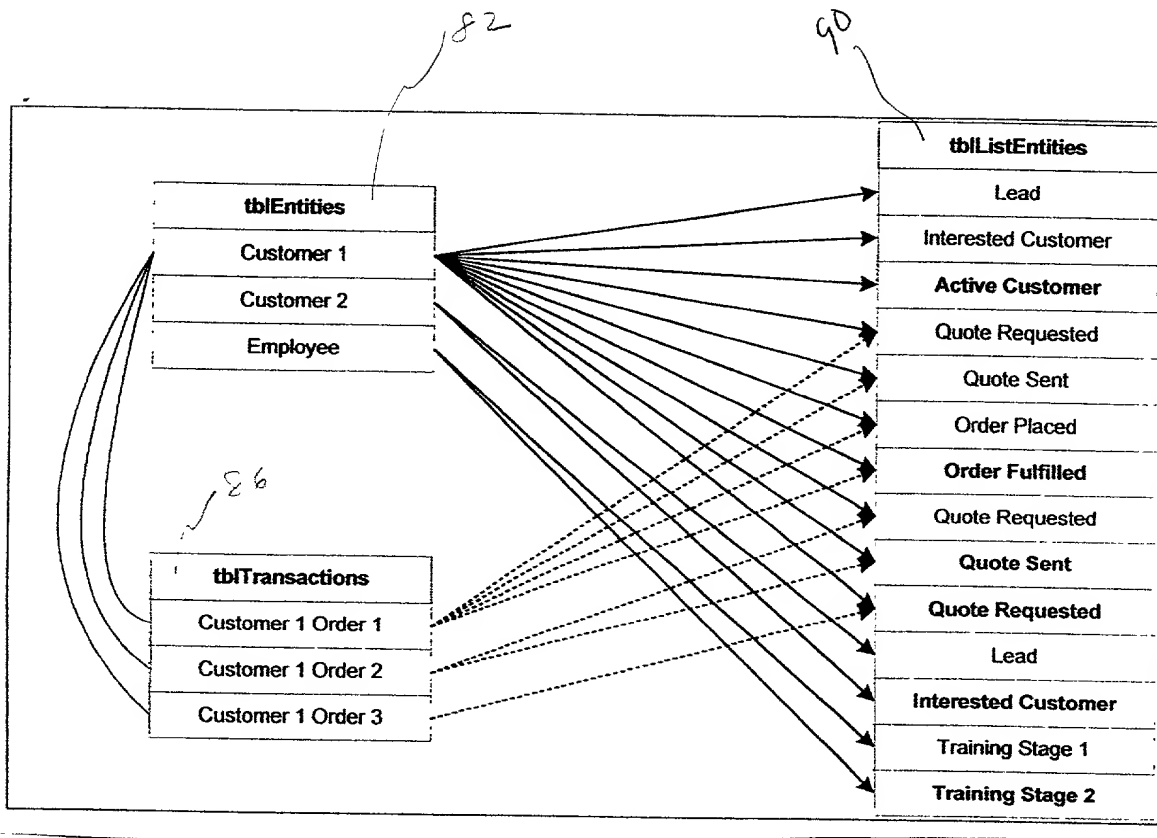 82
90
tblEntities
Customer 1
Customer 2
Employee
86
tblTransactions
Customer 1 Order 1
Customer 1 Order 2
Customer 1 Order 3
tblListEntities
Lead
Interested Customer
Active Customer
Quote Requested
Quote Sent
Order Placed
Order Fulfilled
Quote Requested
Quote Sent
Quote Requested
Lead
Interested Customer
Training Stage 1
Training Stage 2